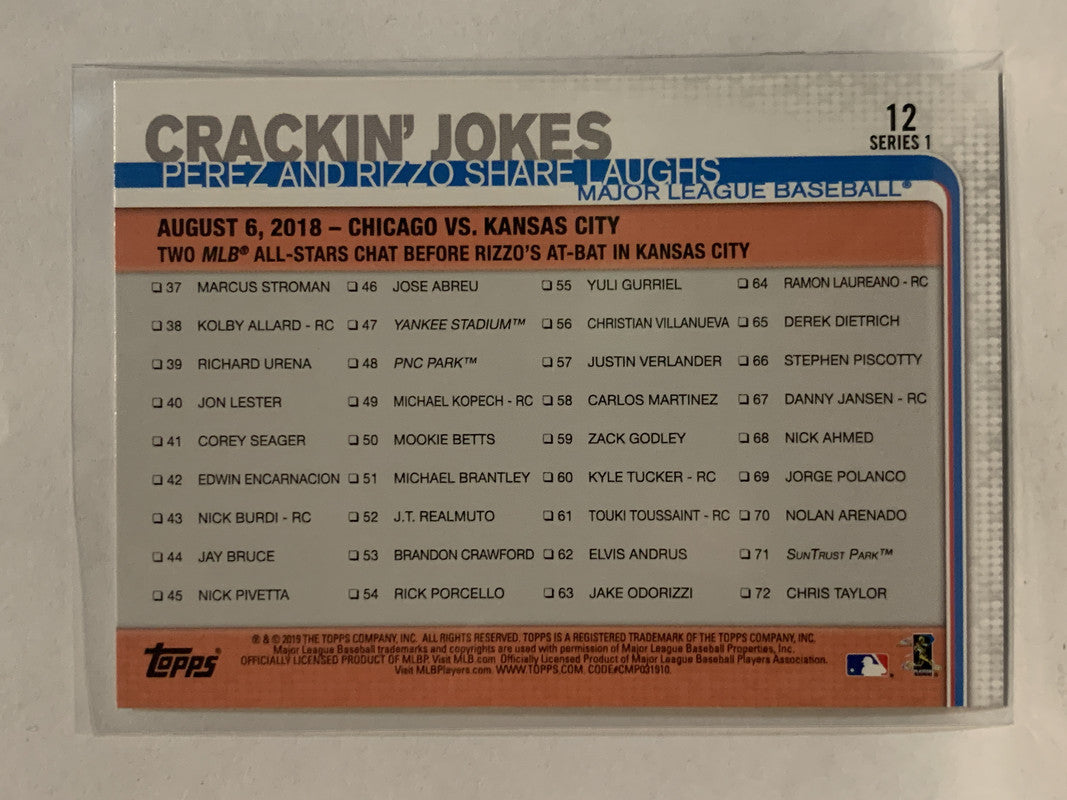 CRACKIN' JOKES
12
SERIES 1
PEREZ AND RIZZO SHARE LAUGHS
MAJOR LEAGUE BASEBALL®
AUGUST 6, 2018 – CHICAGO VS. KANSAS CITY
TWO MLB® ALL-STARS CHAT BEFORE RIZZO'S AT-BAT IN KANSAS CITY
❏ 37 MARCUS STROMAN ❏ 46 JOSE ABREU ❏ 55 YULI GURRIEL ❏ 64 RAMON LAUREANO - RC
❏ 38 KOLBY ALLARD - RC ❏ 47 YANKEE STADIUM™ ❏ 56 CHRISTIAN VILLANUEVA ❏ 65 DEREK DIETRICH
❏ 39 RICHARD URENA ❏ 48 PNC PARK™ ❏ 57 JUSTIN VERLANDER ❏ 66 STEPHEN PISCOTTY
❏ 40 JON LESTER ❏ 49 MICHAEL KOPECH - RC ❏ 58 CARLOS MARTINEZ ❏ 67 DANNY JANSEN - RC
❏ 41 COREY SEAGER ❏ 50 MOOKIE BETTS ❏ 59 ZACK GODLEY ❏ 68 NICK AHMED
❏ 42 EDWIN ENCARNACION ❏ 51 MICHAEL BRANTLEY ❏ 60 KYLE TUCKER - RC ❏ 69 JORGE POLANCO
❏ 43 NICK BURDI - RC ❏ 52 J.T. REALMUTO ❏ 61 TOUKI TOUSSAINT - RC ❏ 70 NOLAN ARENADO
❏ 44 JAY BRUCE ❏ 53 BRANDON CRAWFORD ❏ 62 ELVIS ANDRUS ❏ 71 SUNTRUST PARK™
❏ 45 NICK PIVETTA ❏ 54 RICK PORCELLO ❏ 63 JAKE ODORIZZI ❏ 72 CHRIS TAYLOR
TOPPS®
® & © 2019 THE TOPPS COMPANY, INC. ALL RIGHTS RESERVED. TOPPS IS A REGISTERED TRADEMARK OF THE TOPPS COMPANY, INC.
Major League Baseball trademarks and copyrights are used with permission of Major League Baseball Properties, Inc.
OFFICIALLY LICENSED PRODUCT OF MLBP. Visit MLB.com Officially Licensed Product of Major League Baseball Players Association.
Visit MLBPlayers.com. WWW.TOPPS.COM. CODE#CMP031910.